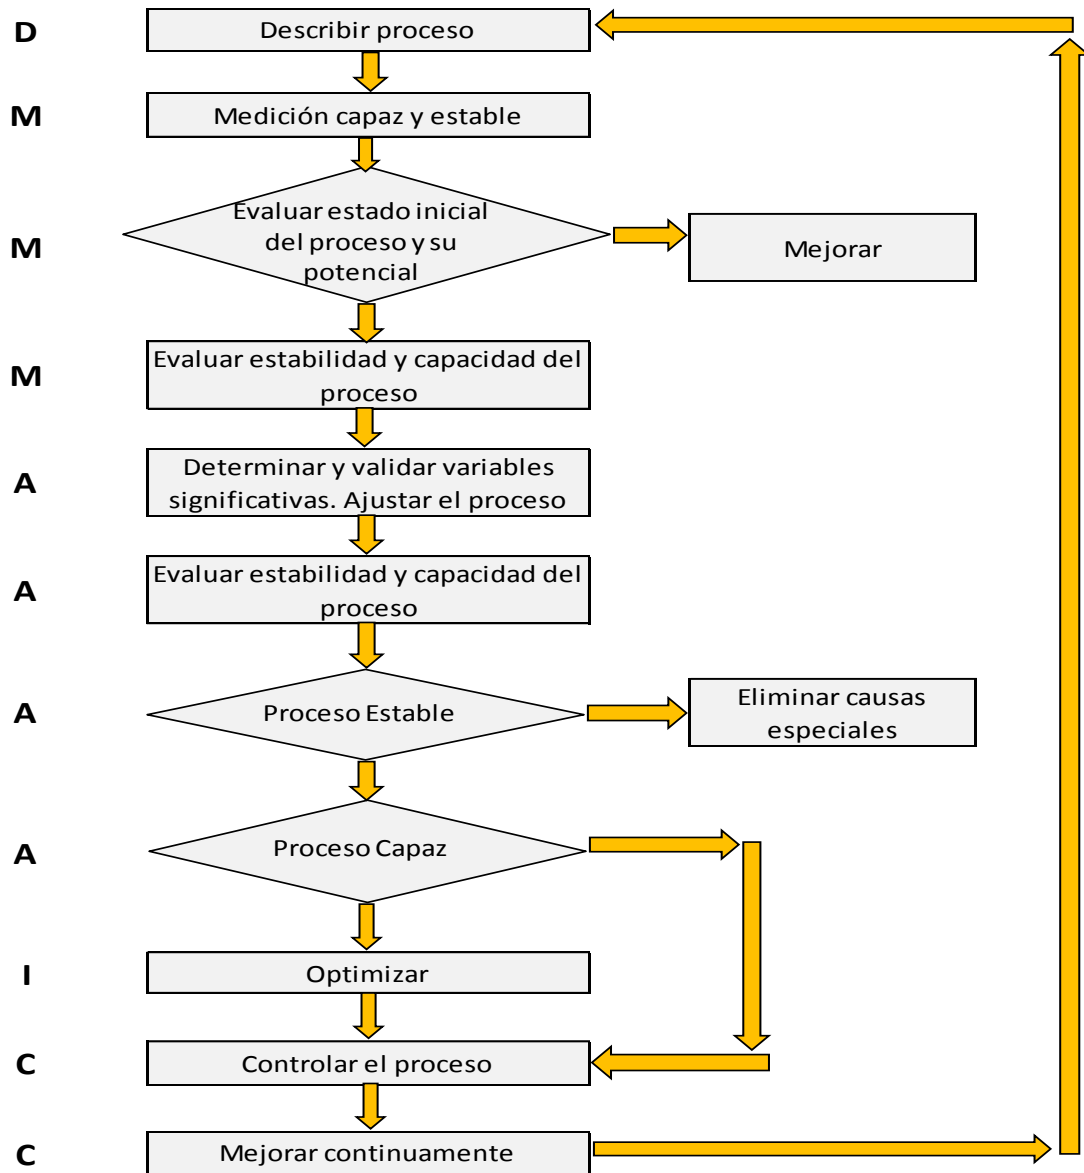 D
Describir proceso
M
Medición capaz y estable
M
Evaluar estado inicial
del proceso y su
potencial
Mejorar
M
Evaluar estabilidad y capacidad del
proceso
A
Determinar y validar variables
significativas. Ajustar el proceso
A
Evaluar estabilidad y capacidad del
proceso
A
Proceso Estable
Eliminar causas
especiales
A
Proceso Capaz
I
Optimizar
C
Controlar el proceso
C
Mejorar continuamente